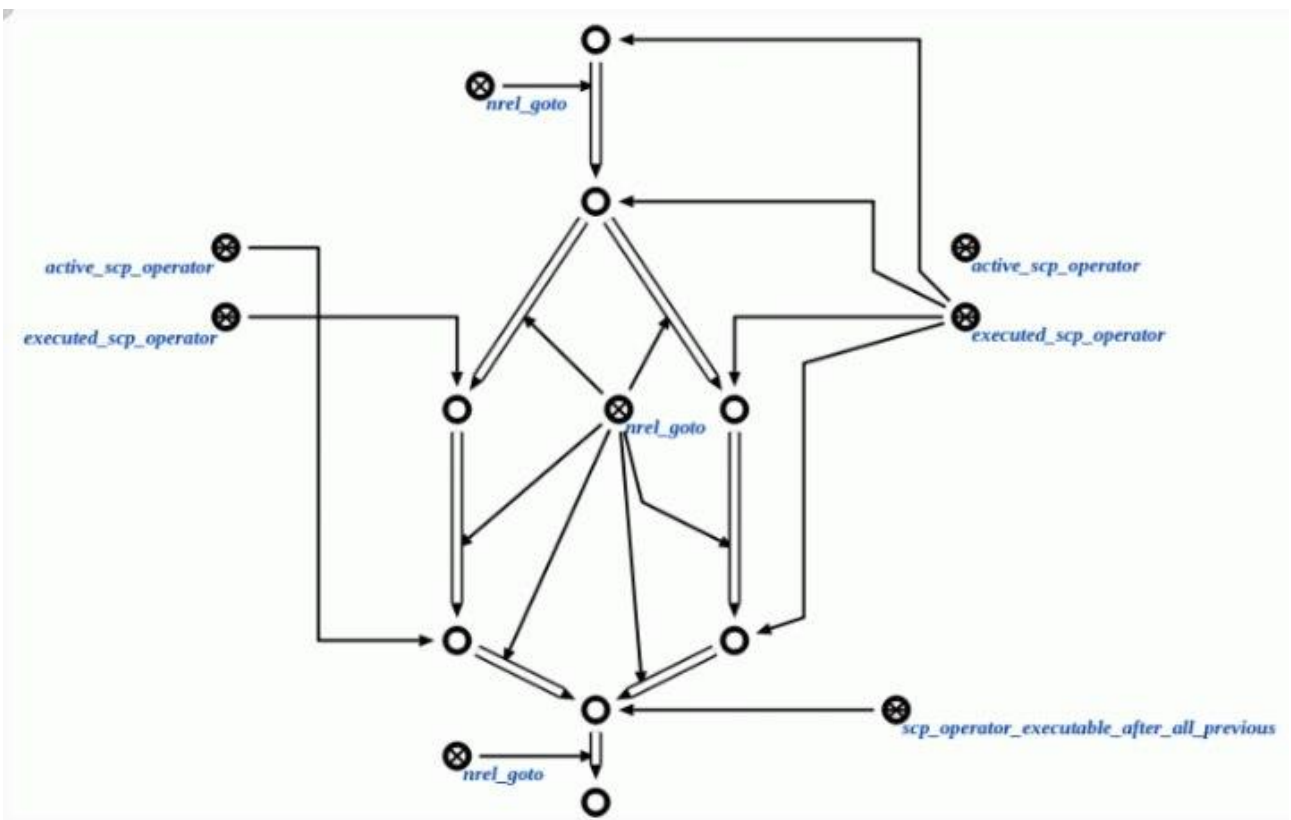 nrel_goto
active_scp_operator
active_scp_operator
executed_scp_operator
executed_scp_operator
nrel_goto
scp_operator_executable_after_all_previous
nrel_goto